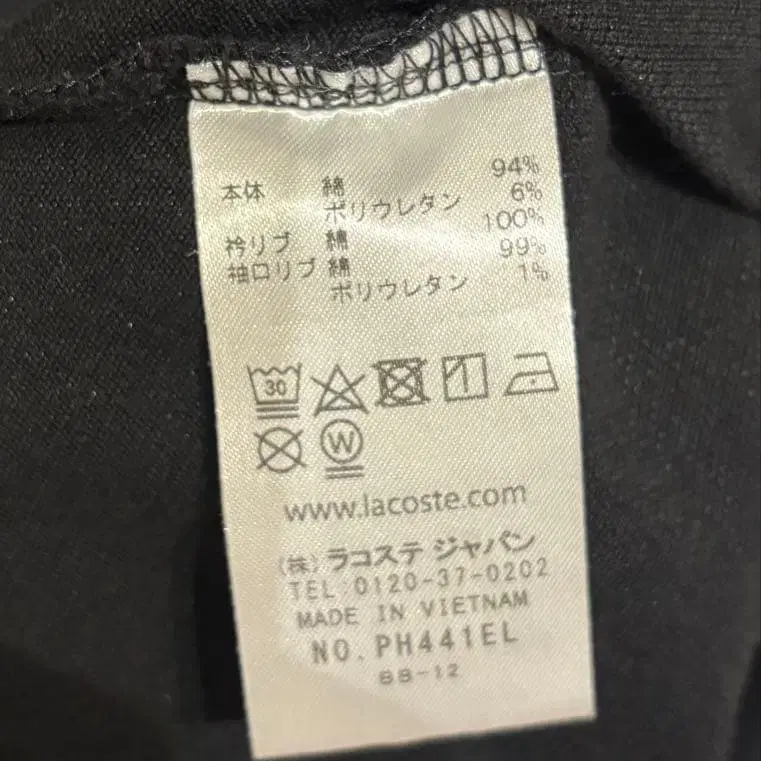 本体 綿 94%
ポリウレタン 6%
衿リブ 綿 100%
袖口リブ 綿 99%
ポリウレタン 1%
30
W
www.lacoste.com
(株) ラコステ ジャパン
TEL:0120-37-0202
MADE IN VIETNAM
NO. PH441EL
88-12